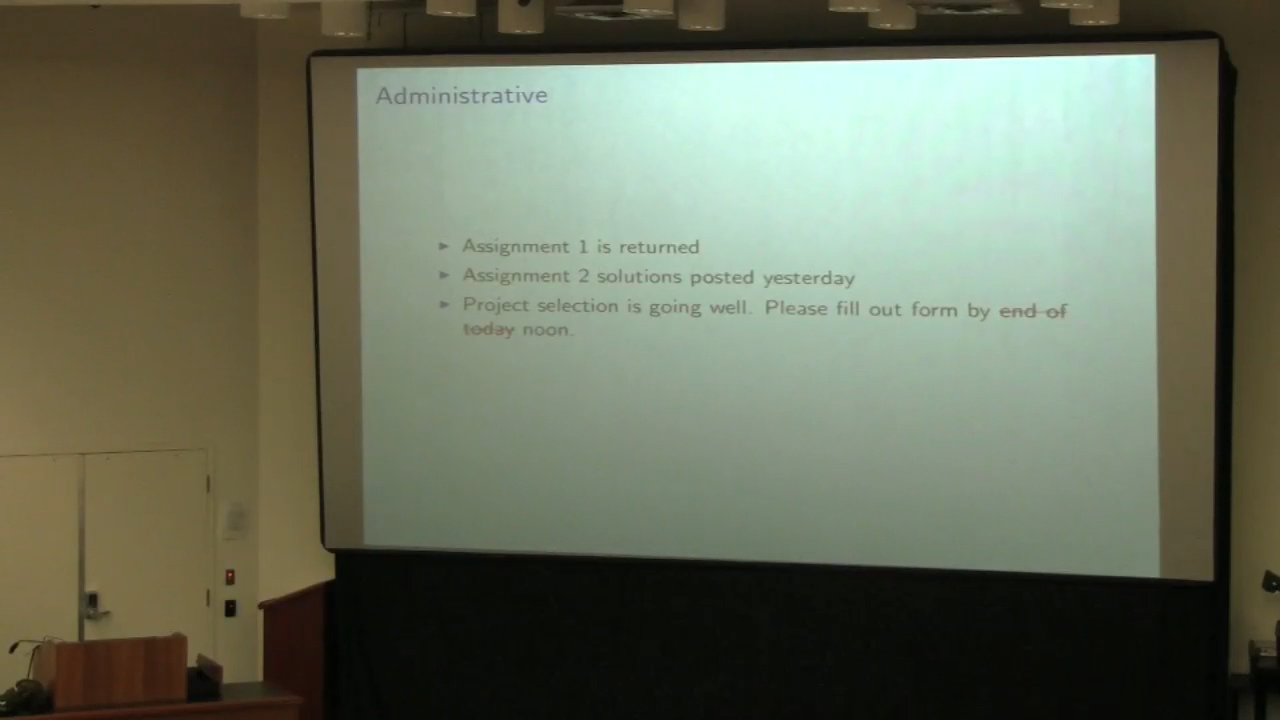 Administrative
► Assignment 1 is returned
► Assignment 2 solutions posted yesterday
► Project selection is going well. Please fill out form by end of
today noon.